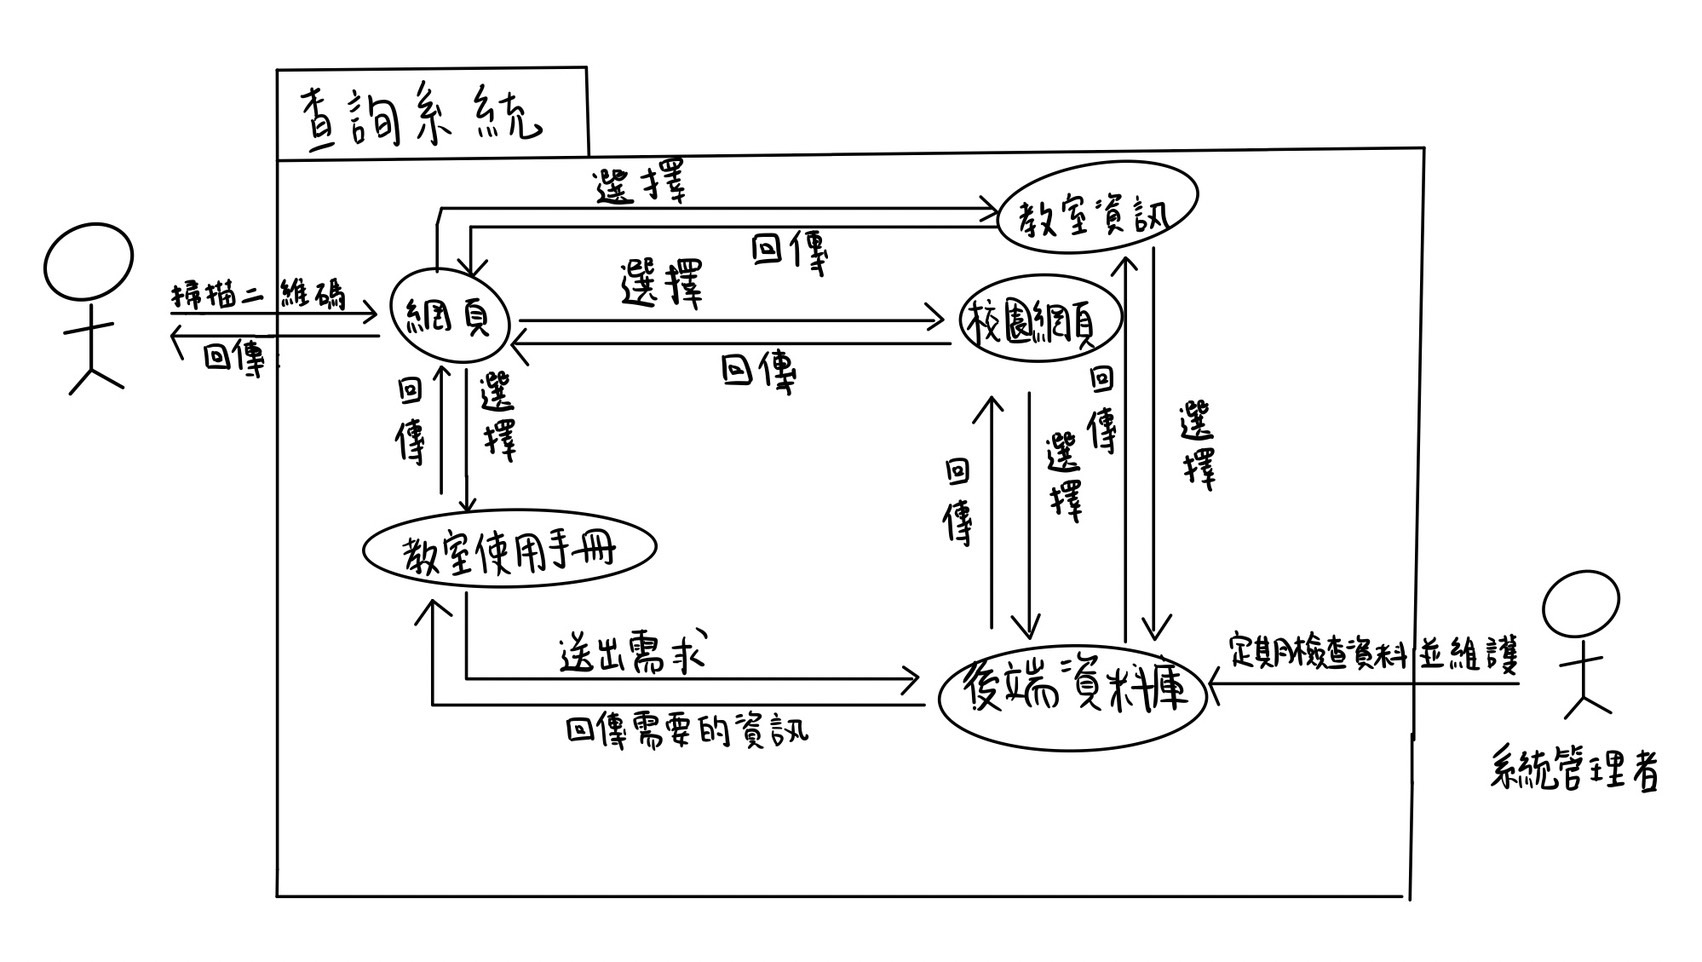 查詢系統
選擇
教室資訊
回傳
掃描二維碼
網頁
選擇
校園網頁
回傳
回傳
回傳
選擇
回傳
選擇
回傳
選擇
教室使用手冊
送出需求
後端資料庫
定期檢查資料並維護
回傳需要的資訊
系統管理者